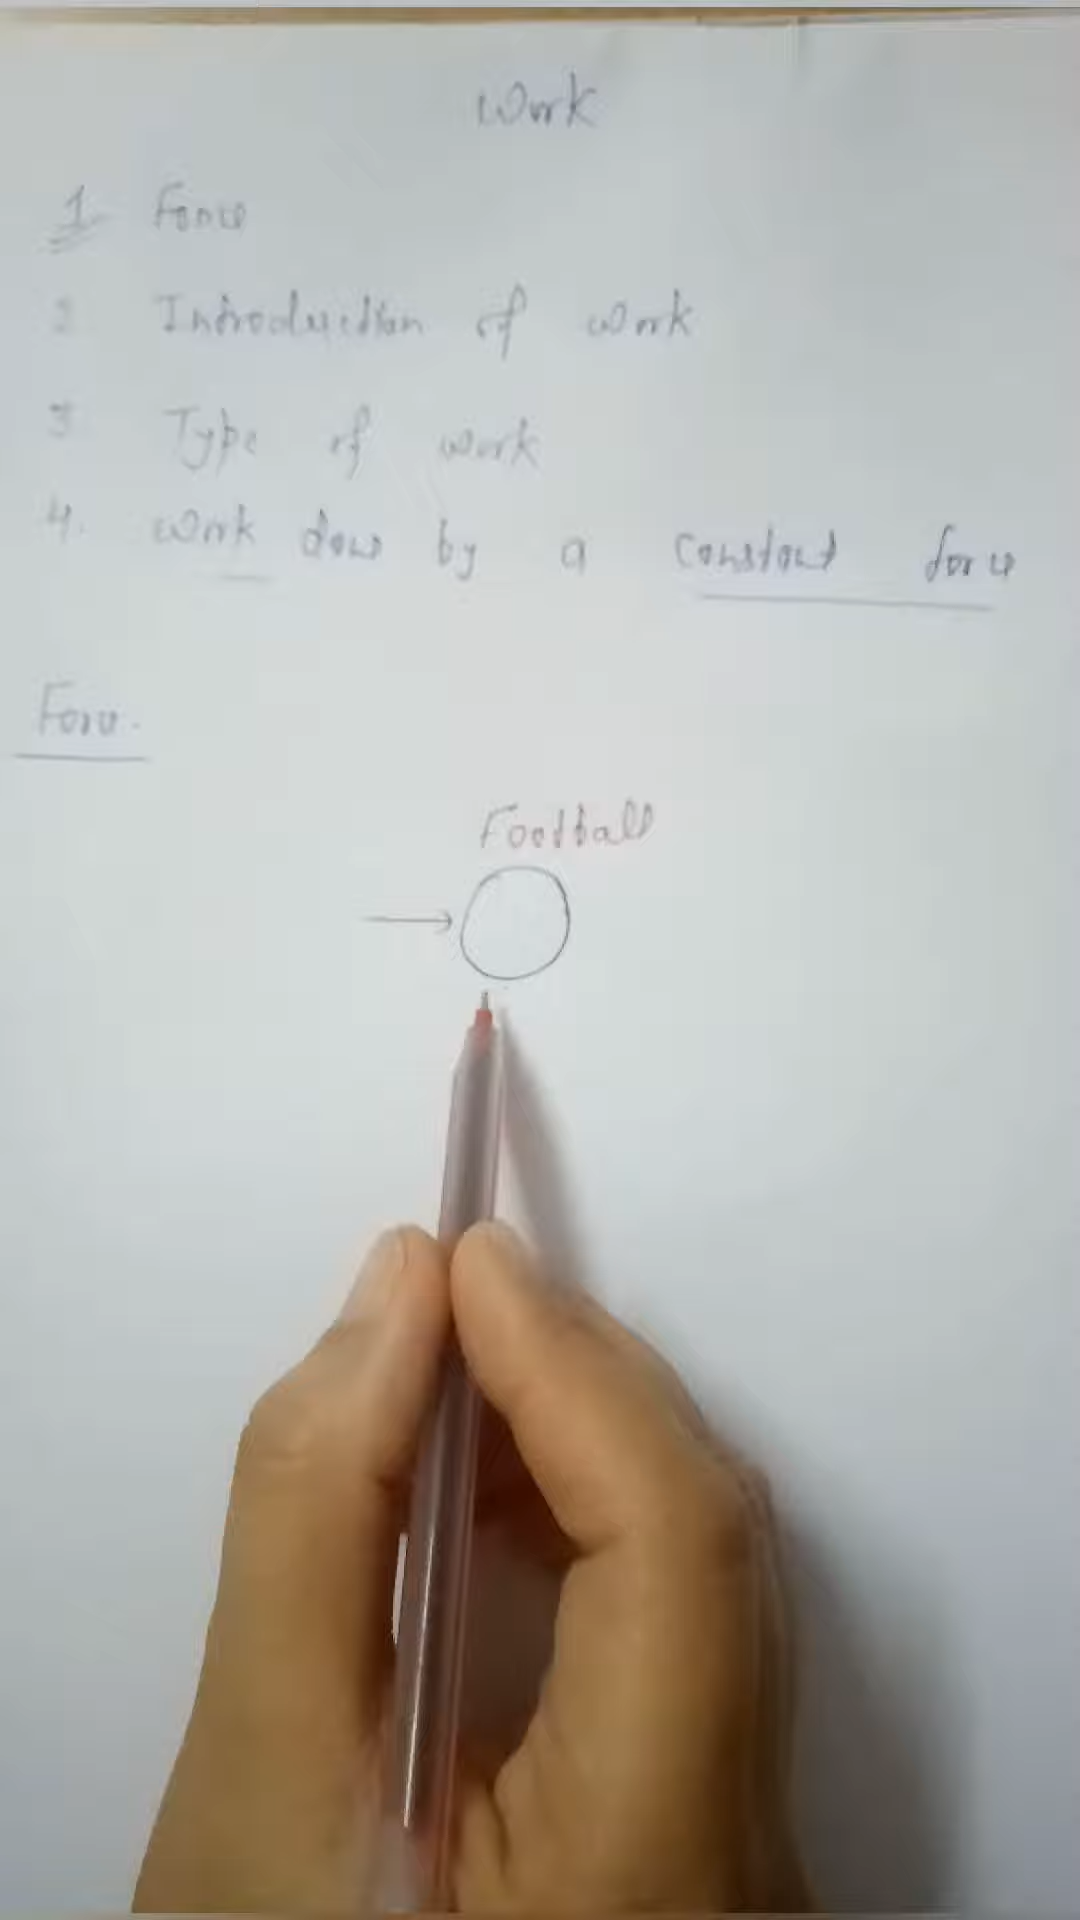 Work
1 Force
2 Introduction of work
3. Type of work
4. Work done by a constant force
Force.
Football